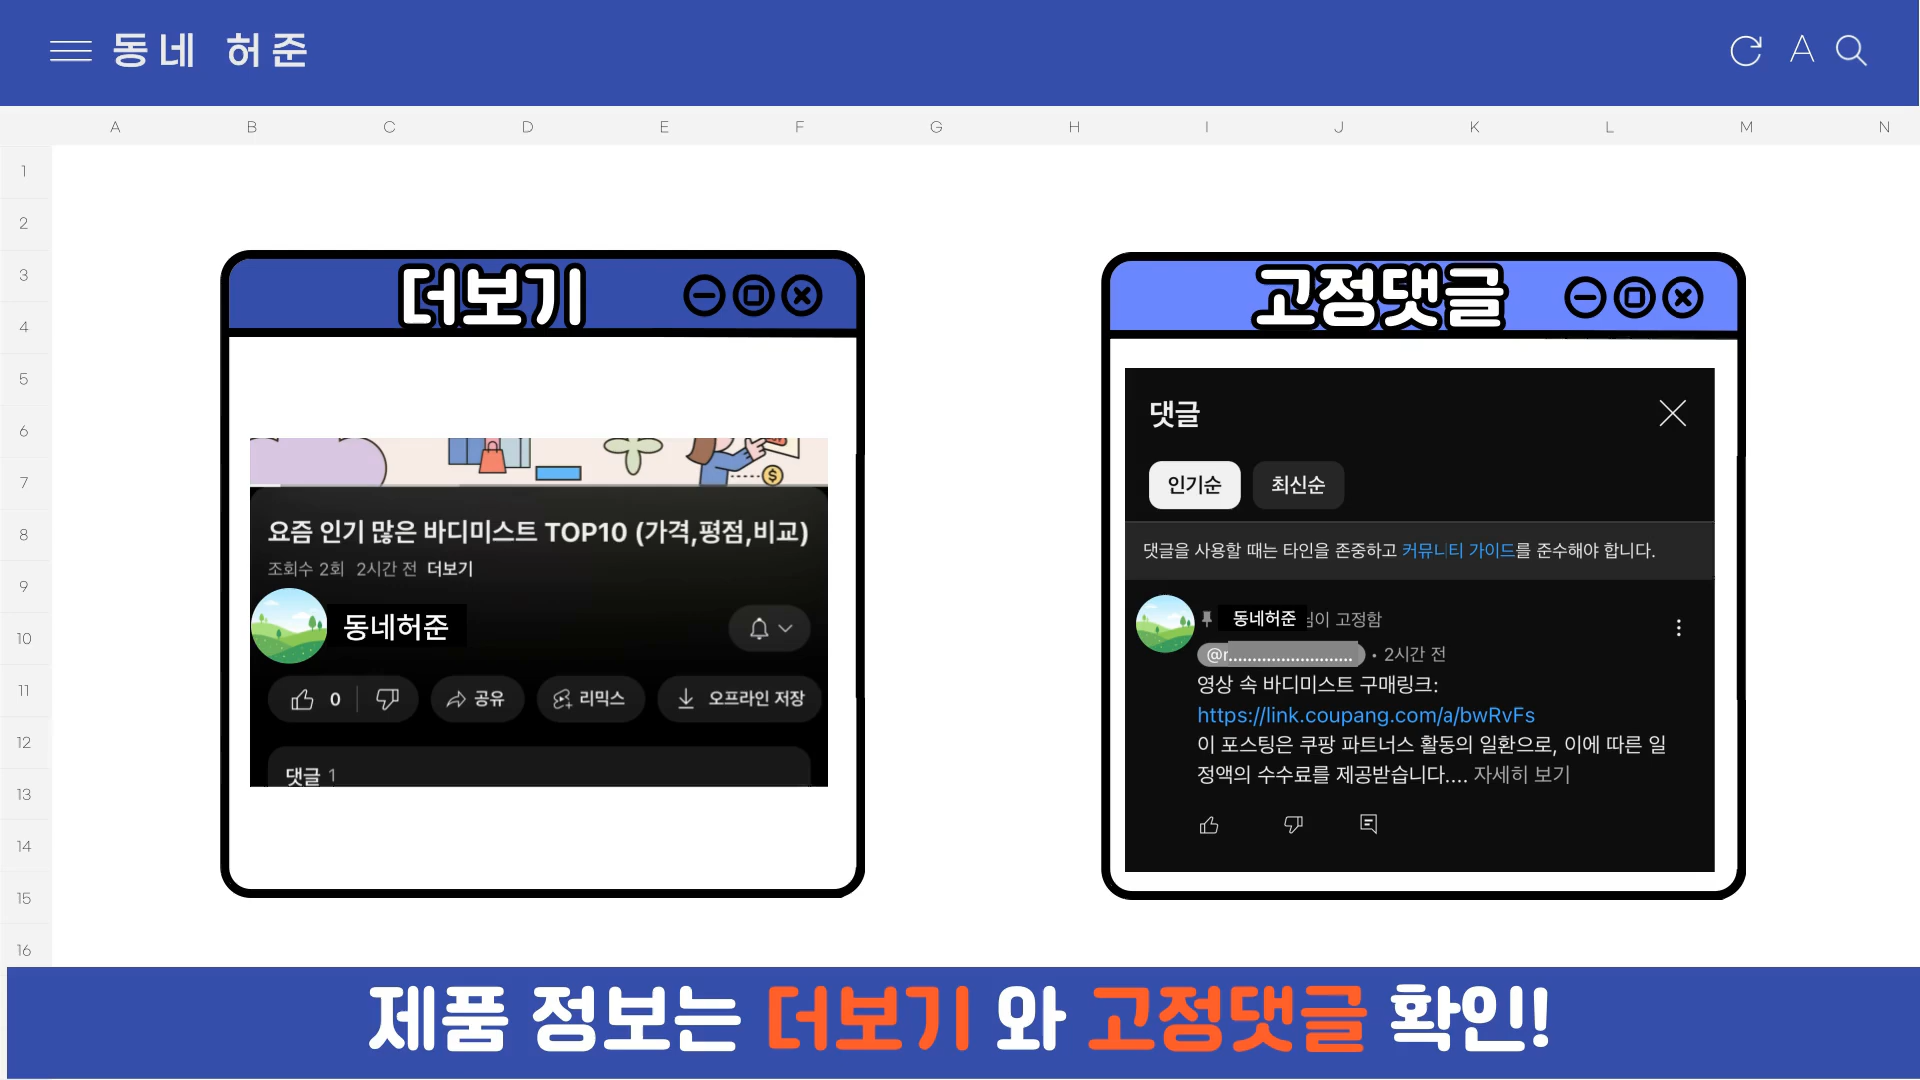 동네 허준
A
A B C D E F G H I J K L M N
1
2
3
4
5
6
7
8
9
10
11
12
13
14
15
16
더보기
요즘 인기 많은 바디미스트 TOP10 (가격,평점,비교)
조회수 2회 2시간 전 더보기
동네허준
0 공유 리믹스 오프라인 저장
댓글 1
고정댓글
댓글
인기순 최신순
댓글을 사용할 때는 타인을 존중하고 커뮤니티 가이드를 준수해야 합니다.
동네허준 님이 고정함
@r.......................... • 2시간 전
영상 속 바디미스트 구매링크:
https://link.coupang.com/a/bwRvFs
이 포스팅은 쿠팡 파트너스 활동의 일환으로, 이에 따른 일
정액의 수수료를 제공받습니다.... 자세히 보기
제품 정보는 더보기 와 고정댓글 확인!